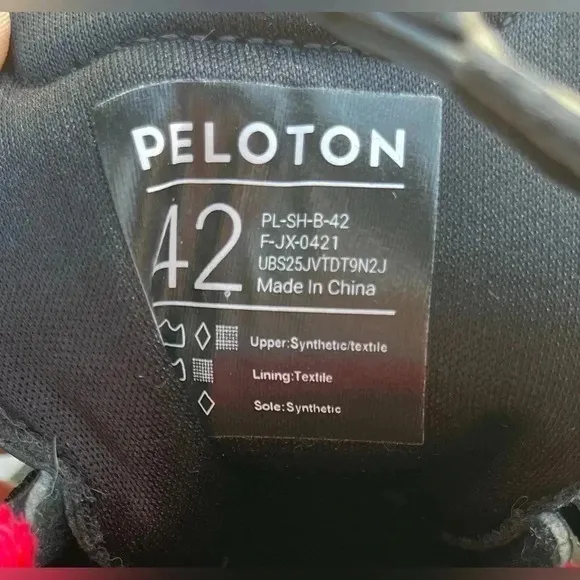 PELOTON
42
PL-SH-B-42
F-JX-0421
UBS25JVTDT9N2J
Made In China
Upper:Synthetic/textile
Lining:Textile
Sole:Synthetic